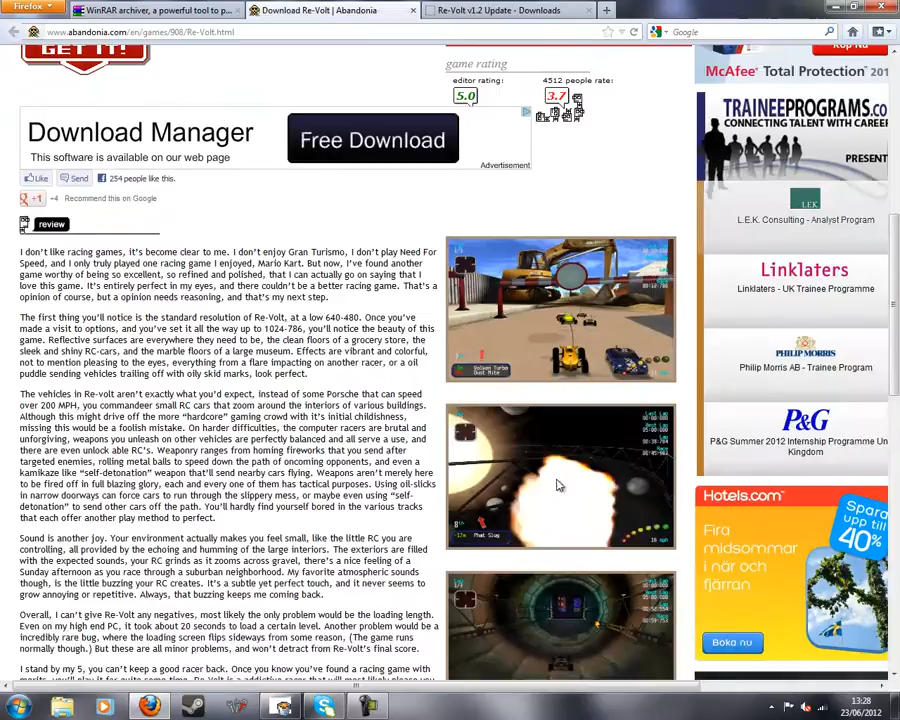 Firefox
WinRAR archiver, a powerful tool to p...
Download Re-Volt | Abandonia
Re-Volt v1.2 Update - Downloads
www.abandonia.com/en/games/908/Re-Volt.html
Google
GET IT!
game rating
editor rating:
4512 people rate:
5.0
3.7
Download Manager
This software is available on our web page
Free Download
Advertisement
Like
Send
254 people like this.
+1
+4
Recommend this on Google
review
I don't like racing games, it's become clear to me. I don't enjoy Gran Turismo, I don't play Need For
Speed, and I only truly played one racing game I enjoyed, Mario Kart. But now, I've found another
game worthy of being so excellent, so refined and polished, that I can actually go on saying that I
love this game. It's entirely perfect in my eyes, and there couldn't be a better racing game. That's a
opinion of course, but a opinion needs reasoning, and that's my next step.
The first thing you'll notice is the standard resolution of Re-Volt, at a low 640-480. Once you've
made a visit to options, and you've set it all the way up to 1024-786, you'll notice the beauty of this
game. Reflective surfaces are everywhere they need to be, the clean floors of a grocery store, the
sleek and shiny RC-cars, and the marble floors of a large museum. Effects are vibrant and colorful,
not to mention pleasing to the eyes, everything from a flare impacting on another racer, or a oil
puddle sending vehicles trailing off with oily skid marks, look perfect.
The vehicles in Re-volt aren't exactly what you'd expect, instead of some Porsche that can speed
over 200 MPH, you commandeer small RC cars that zoom around the interiors of various buildings.
Although this might drive off the more "hardcore" gaming crowd with it's initial childishness,
missing this would be a foolish mistake. On harder difficulties, the computer racers are brutal and
unforgiving, weapons you unleash on other vehicles are perfectly balanced and all serve a use, and
there are even unlock able RC's. Weaponry ranges from homing fireworks that you send after
targeted enemies, rolling metal balls to speed down the path of oncoming opponents, and even a
kamikaze like "self-detonation" weapon that'll send nearby cars flying. Weapons aren't merely here
to be fired off in full blazing glory, each and every one of them has tactical purposes. Using oil-slicks
in narrow doorways can force cars to run through the slippery mess, or maybe even using "self-
detonation" to send other cars off the path. You'll hardly find yourself bored in the various tracks
that each offer another play method to perfect.
Sound is another joy. Your environment actually makes you feel small, like the little RC you are
controlling, all provided by the echoing and humming of the large interiors. The exteriors are filled
with the expected sounds, your RC grinds as it zooms across gravel, there's a nice feeling of a
Sunday afternoon as you race through a suburban neighborhood. My favorite atmospheric sounds
though, is the little buzzing your RC creates. It's a subtle yet perfect touch, and it never seems to
grow annoying or repetitive. Always, that buzzing keeps me coming back.
Overall, I can't give Re-Volt any negatives, most likely the only problem would be the loading length.
Even on my high end PC, it took about 20 seconds to load a certain level. Another problem would be a
incredibly rare bug, where the loading screen flips sideways from some reason, (The game runs
normally though.) But these are all minor problems, and won't detract from Re-Volt's final score.
I stand by my 5, you can't keep a good racer back. Once you know you've found a racing game with
Phat Slug
McAfee Total Protection 201
TRAINEEPROGRAMS.CO
CONNECTING TALENT WITH CAREER
PRESENT
LEK
L.E.K. Consulting - Analyst Program
Linklaters
Linklaters - UK Trainee Programme
PHILIP MORRIS
Philip Morris AB - Trainee Program
P&G
P&G Summer 2012 Internship Programme Un
Kingdom
Hotels.com
Spara
upp till
40%
Fira
midsommar
i när och
fjärran
Boka nu
13:28
23/06/2012